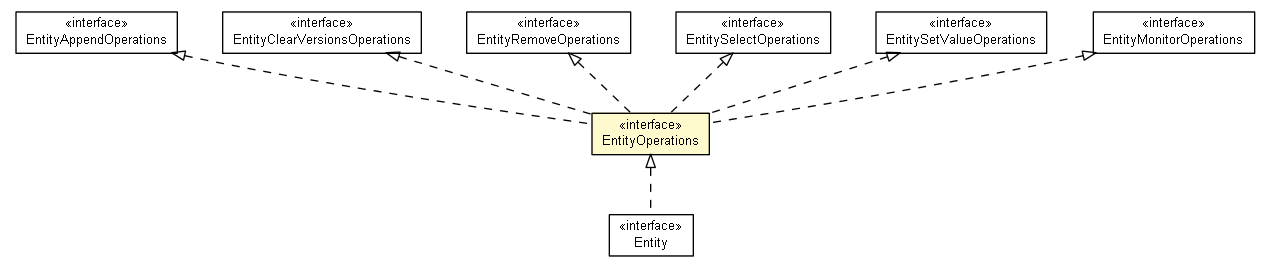 «interface»
EntityAppendOperations
«interface»
EntityClearVersionsOperations
«interface»
EntityRemoveOperations
«interface»
EntitySelectOperations
«interface»
EntitySetValueOperations
«interface»
EntityMonitorOperations
«interface»
EntityOperations
«interface»
Entity